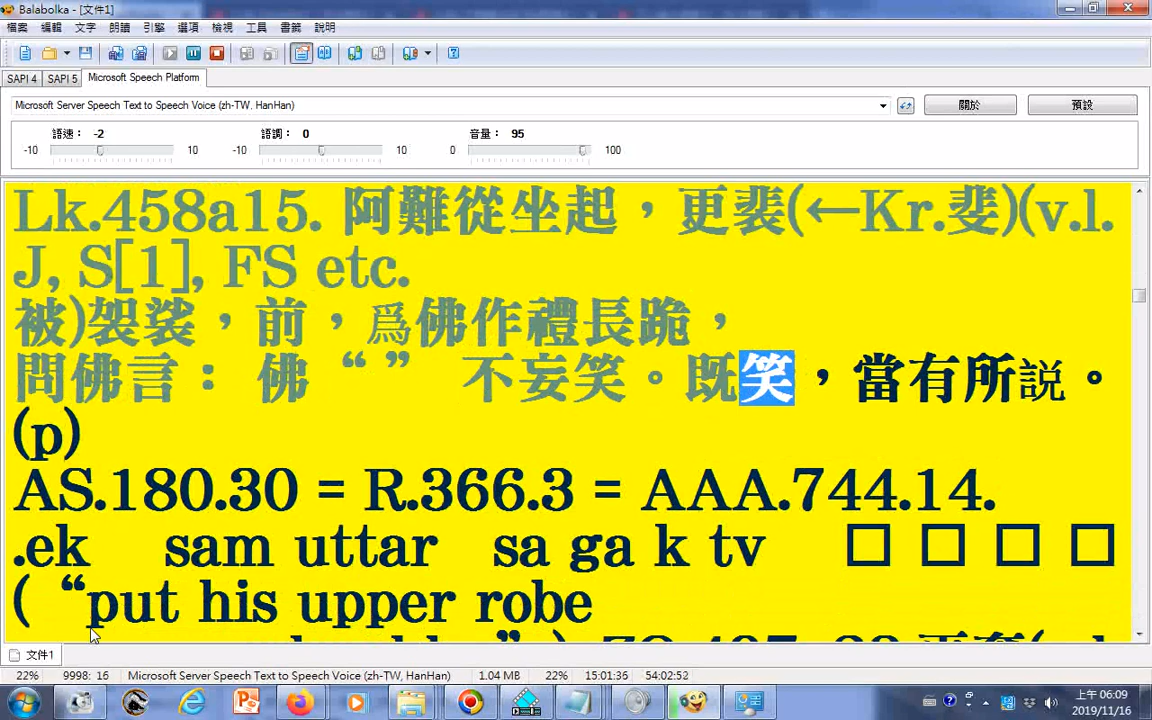 Balabolka - [文件1]
檔案 編輯 文字 朗讀 引擎 選項 檢視 工具 書籤 說明
SAPI 4 SAPI 5 Microsoft Speech Platform
Microsoft Server Speech Text to Speech Voice (zh-TW, HanHan) 關於 預設
語速： -2 語調： 0 音量： 95
-10 10 -10 10 0 100
Lk.458a15. 阿難從坐起，更裴(←Kr.斐)(v.l.
J, S[1], FS etc.
被)袈裟，前，爲佛作禮長跪，
問佛言： 佛“ ” 不妄笑。既笑，當有所説。
(p)
AS.180.30 = R.366.3 = AAA.744.14.
.ek sam uttar sa ga k tv □ □ □ □
( “put his upper robe
文件1
22% 9998: 16 Microsoft Server Speech Text to Speech Voice (zh-TW, HanHan) 1.04 MB 22% 15:01:36 54:02:52
上午 06:09
2019/11/16